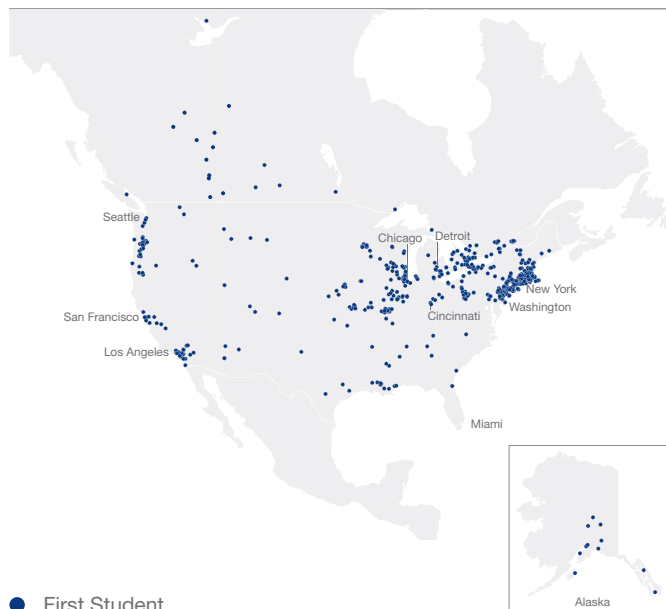 Seattle
Chicago
Detroit
New York
Washington
San Francisco
Cincinnati
Los Angeles
Miami
Alaska
First Student